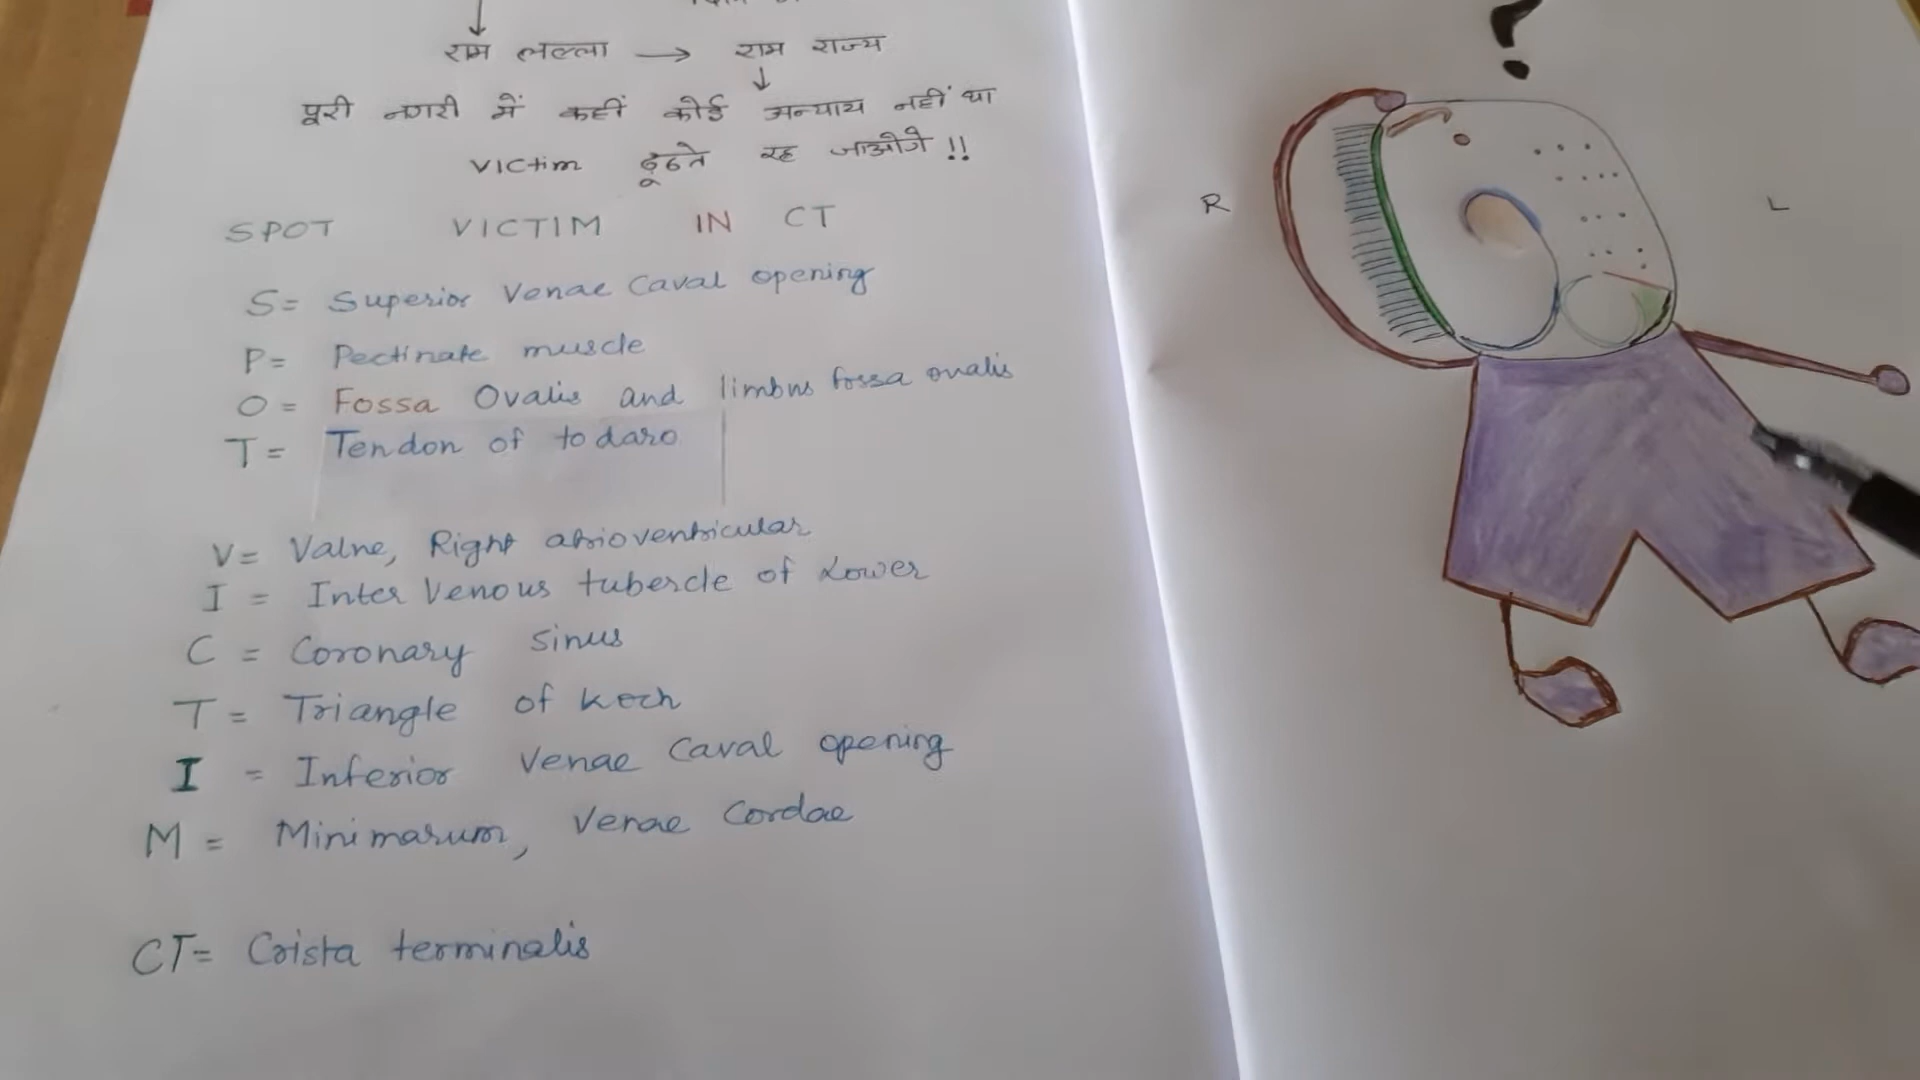 राम लल्ला → राम राज्य
↓
पूरी नगरी में कहीं कोई अन्याय नहीं था
Victim ढूढते रह जाओगे !!
SPOT VICTIM IN CT
S= Superior Venae Caval opening
P= Pectinate muscle
O= Fossa Ovalis and limbus fossa ovalis
T= Tendon of todaro
V= Valve, Right atrioventricular
I = Inter Venous tubercle of Lower
C = Coronary sinus
T = Triangle of Koch
I = Inferior Venae Caval opening
M = Minimarum, Venae Cordae
CT= Crista terminalis
?
R L